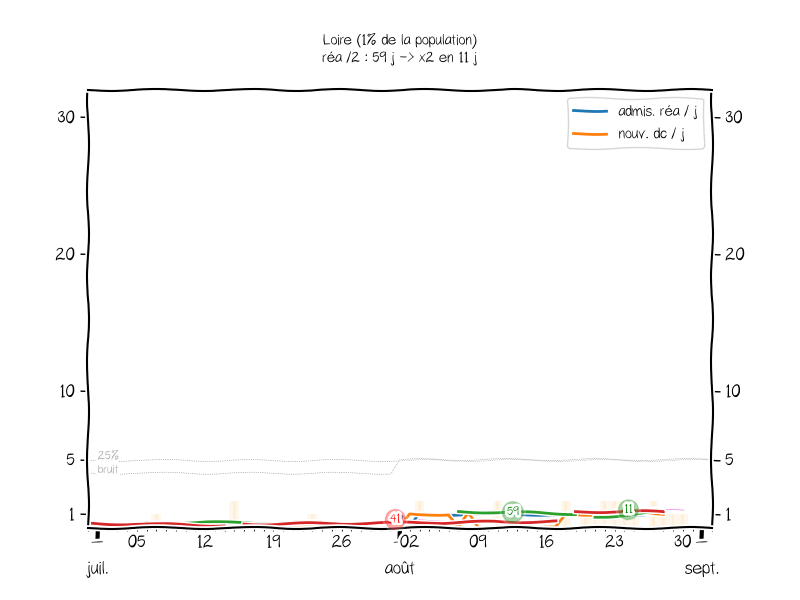 Loire (1% de la population)
réa /2 : 59 j -> x2 en 11 j
admis. réa / j
nouv. dc / j
30 30
20 20
10 10
5 5
1 1
25%
bruit
41 59 11
05 12 19 26 02 09 16 23 30
juil. août sept.